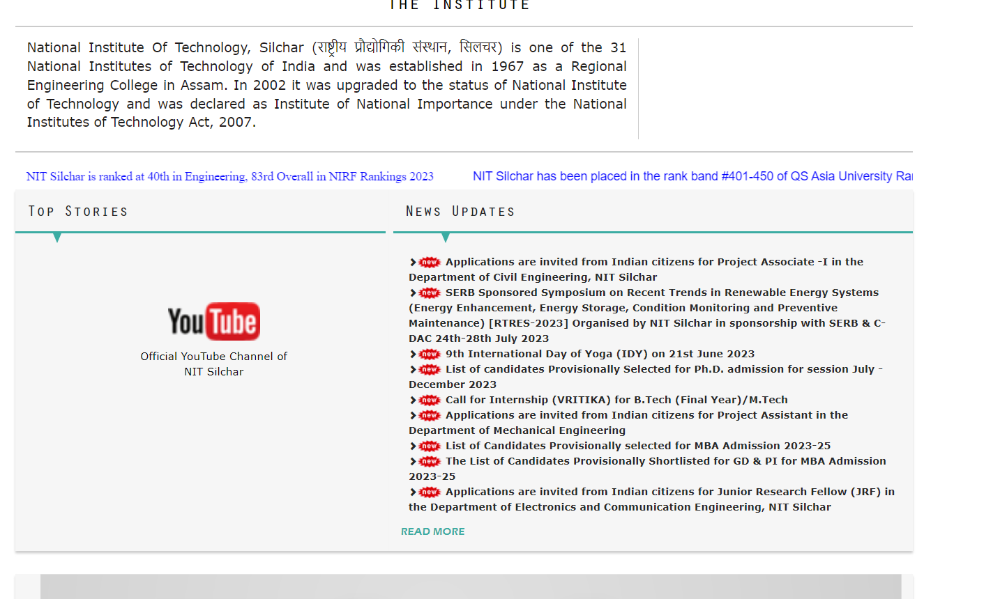 THE INSTITUTE
National Institute Of Technology, Silchar (राष्ट्रीय प्रौद्योगिकी संस्थान, सिलचर) is one of the 31
National Institutes of Technology of India and was established in 1967 as a Regional
Engineering College in Assam. In 2002 it was upgraded to the status of National Institute
of Technology and was declared as Institute of National Importance under the National
Institutes of Technology Act, 2007.
NIT Silchar is ranked at 40th in Engineering, 83rd Overall in NIRF Rankings 2023
NIT Silchar has been placed in the rank band #401-450 of QS Asia University
TOP STORIES
YouTube
Official YouTube Channel of
NIT Silchar
NEWS UPDATES
new Applications are invited from Indian citizens for Project Associate -I in the
Department of Civil Engineering, NIT Silchar
new SERB Sponsored Symposium on Recent Trends in Renewable Energy Systems
(Energy Enhancement, Energy Storage, Condition Monitoring and Preventive
Maintenance) [RTRES-2023] Organised by NIT Silchar in sponsorship with SERB & C-
DAC 24th-28th July 2023
new 9th International Day of Yoga (IDY) on 21st June 2023
new List of candidates Provisionally Selected for Ph.D. admission for session July -
December 2023
new Call for Internship (VRITIKA) for B.Tech (Final Year)/M.Tech
new Applications are invited from Indian citizens for Project Assistant in the
Department of Mechanical Engineering
new List of Candidates Provisionally selected for MBA Admission 2023-25
new The List of Candidates Provisionally Shortlisted for GD & PI for MBA Admission
2023-25
new Applications are invited from Indian citizens for Junior Research Fellow (JRF) in
the Department of Electronics and Communication Engineering, NIT Silchar
READ MORE